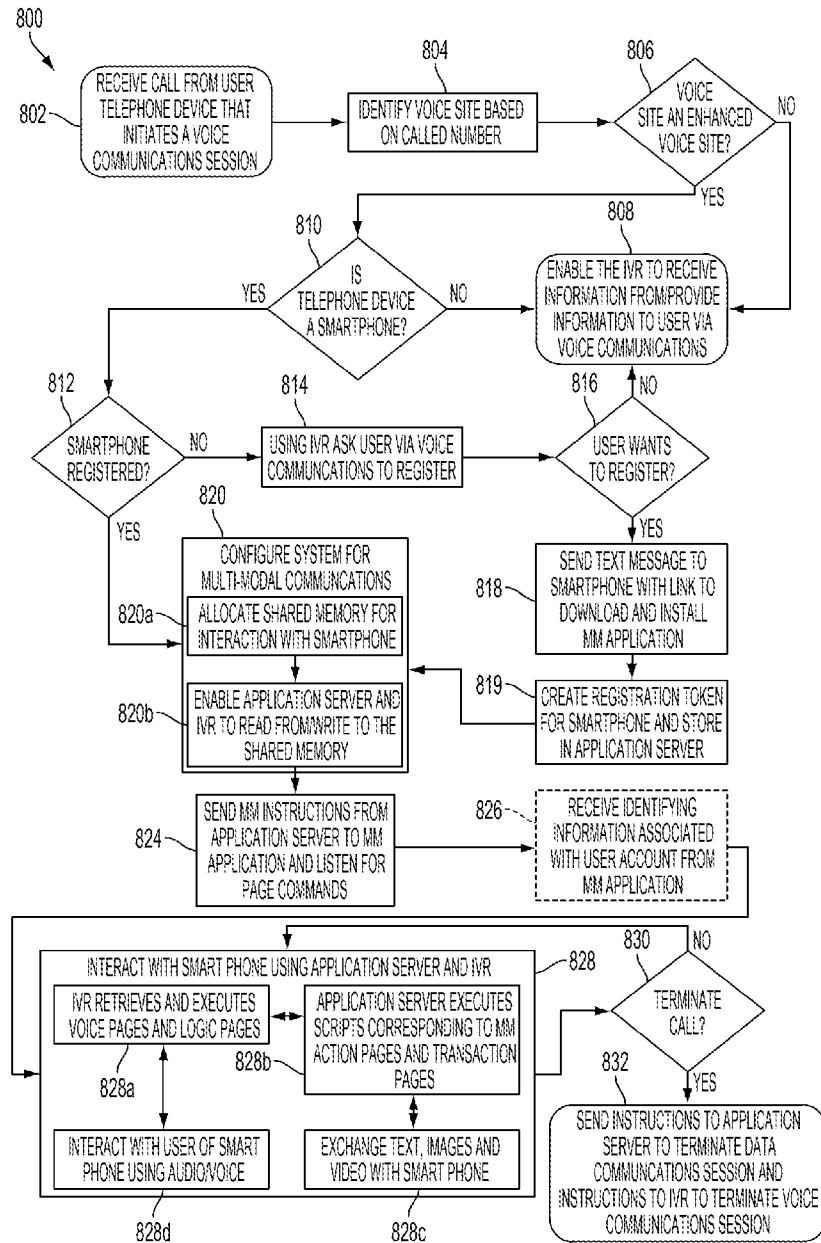 800
802
RECEIVE CALL FROM USER
TELEPHONE DEVICE THAT
INITIATES A VOICE
COMMUNICATIONS SESSION
804
IDENTIFY VOICE SITE BASED
ON CALLED NUMBER
806
VOICE
SITE AN ENHANCED
VOICE SITE?
NO
YES
810
IS
TELEPHONE DEVICE
A SMARTPHONE?
YES
NO
808
ENABLE THE IVR TO RECEIVE
INFORMATION FROM/PROVIDE
INFORMATION TO USER VIA
VOICE COMMUNICATIONS
812
SMARTPHONE
REGISTERED?
NO
YES
814
USING IVR ASK USER VIA VOICE
COMMUNCATIONS TO REGISTER
816
NO
USER WANTS
TO REGISTER?
YES
818
SEND TEXT MESSAGE TO
SMARTPHONE WITH LINK TO
DOWNLOAD AND INSTALL
MM APPLICATION
819
CREATE REGISTRATION TOKEN
FOR SMARTPHONE AND STORE
IN APPLICATION SERVER
820
CONFIGURE SYSTEM FOR
MULTI-MODAL COMMUNCATIONS
820a
ALLOCATE SHARED MEMORY FOR
INTERACTION WITH SMARTPHONE
820b
ENABLE APPLICATION SERVER AND
IVR TO READ FROM/WRITE TO THE
SHARED MEMORY
824
SEND MM INSTRUCTIONS FROM
APPLICATION SERVER TO MM
APPLICATION AND LISTEN FOR
PAGE COMMANDS
826
RECEIVE IDENTIFYING
INFORMATION ASSOCIATED
WITH USER ACCOUNT FROM
MM APPLICATION
828
INTERACT WITH SMART PHONE USING APPLICATION SERVER AND IVR
IVR RETRIEVES AND EXECUTES
VOICE PAGES AND LOGIC PAGES
828a
828b
APPLICATION SERVER EXECUTES
SCRIPTS CORRESPONDING TO MM
ACTION PAGES AND TRANSACTION
PAGES
INTERACT WITH USER OF SMART
PHONE USING AUDIO/VOICE
828d
EXCHANGE TEXT, IMAGES AND
VIDEO WITH SMART PHONE
828c
830
NO
TERMINATE
CALL?
YES
832
SEND INSTRUCTIONS TO APPLICATION
SERVER TO TERMINATE DATA
COMMUNCATIONS SESSION AND
INSTRUCTIONS TO IVR TO TERMINATE VOICE
COMMUNICATIONS SESSION